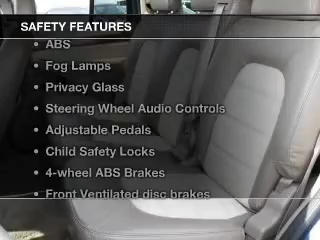 SAFETY FEATURES
• ABS
• Fog Lamps
• Privacy Glass
• Steering Wheel Audio Controls
• Adjustable Pedals
• Child Safety Locks
• 4-wheel ABS Brakes
• Front Ventilated disc brakes